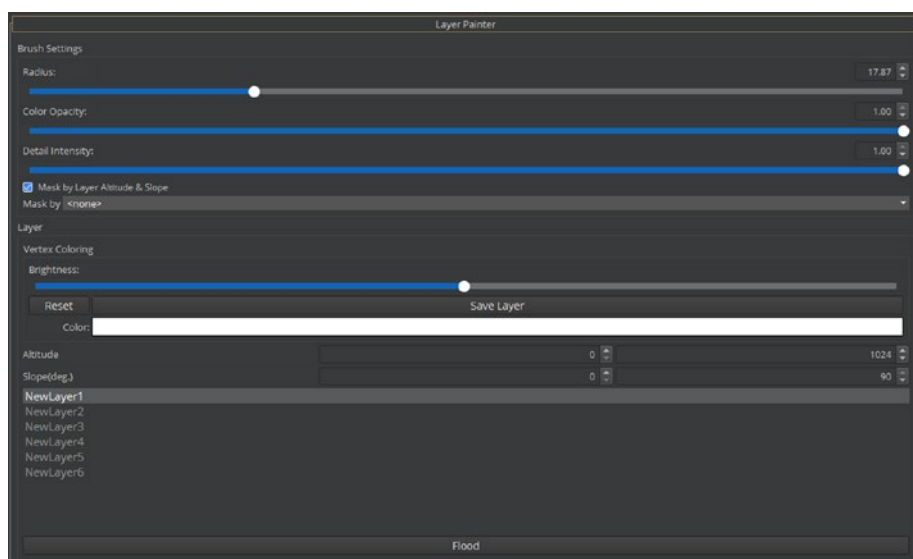 Layer Painter
Brush Settings
Radius: 17.87
Color Opacity: 1.00
Detail Intensity: 1.00
Mask by Layer Altitude & Slope
Mask by <none>
Layer
Vertex Coloring
Brightness:
Reset Save Layer
Color:
Altitude 0 1024
Slope(deg.) 0 90
NewLayer1
NewLayer2
NewLayer3
NewLayer4
NewLayer5
NewLayer6
Flood